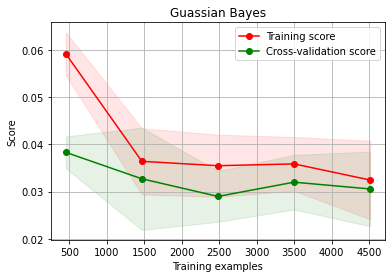 Guassian Bayes
Training score
Cross-validation score
Score
0.06
0.05
0.04
0.03
0.02
500 1000 1500 2000 2500 3000 3500 4000 4500
Training examples